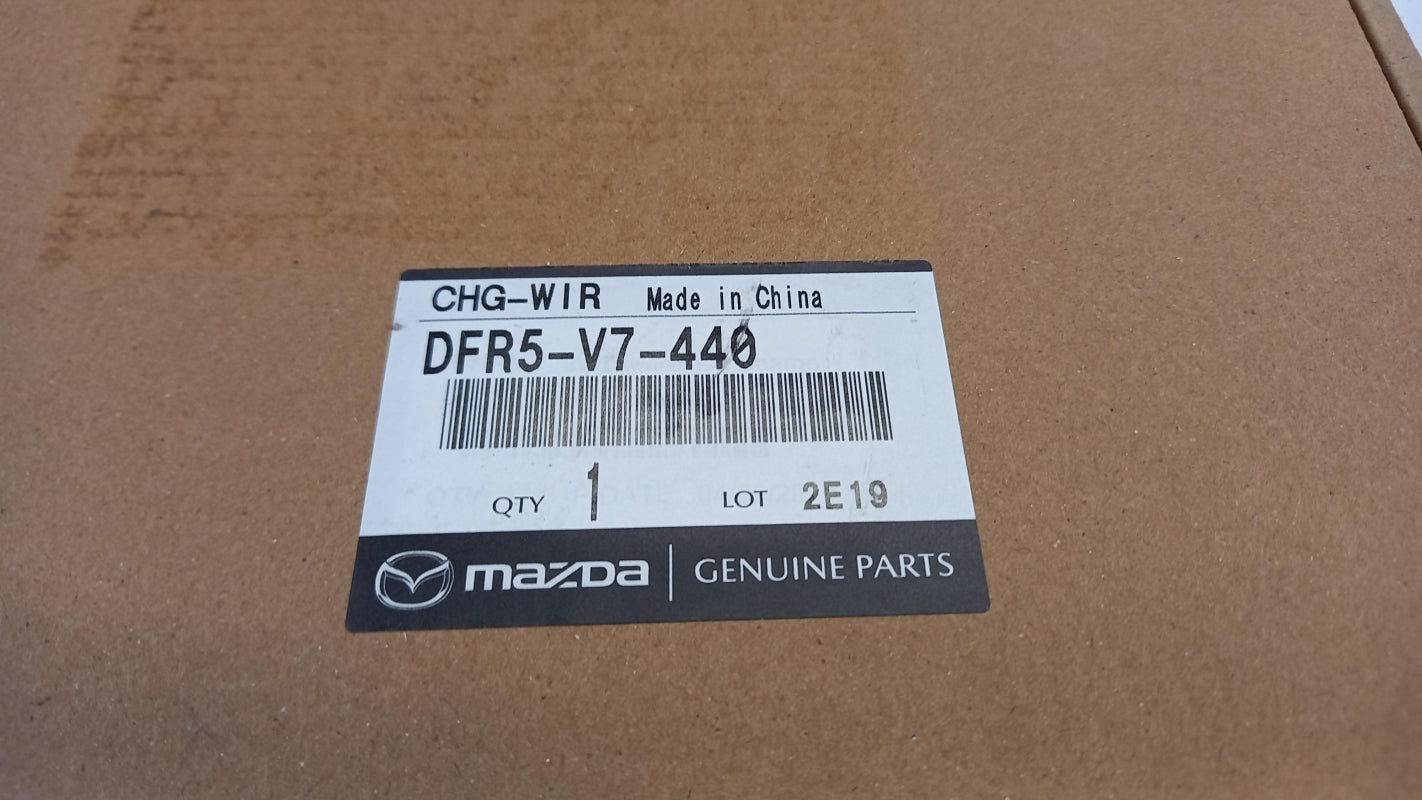 CHG-WIR Made in China
DFR5-V7-440
QTY 1 LOT 2E19
mazda GENUINE PARTS